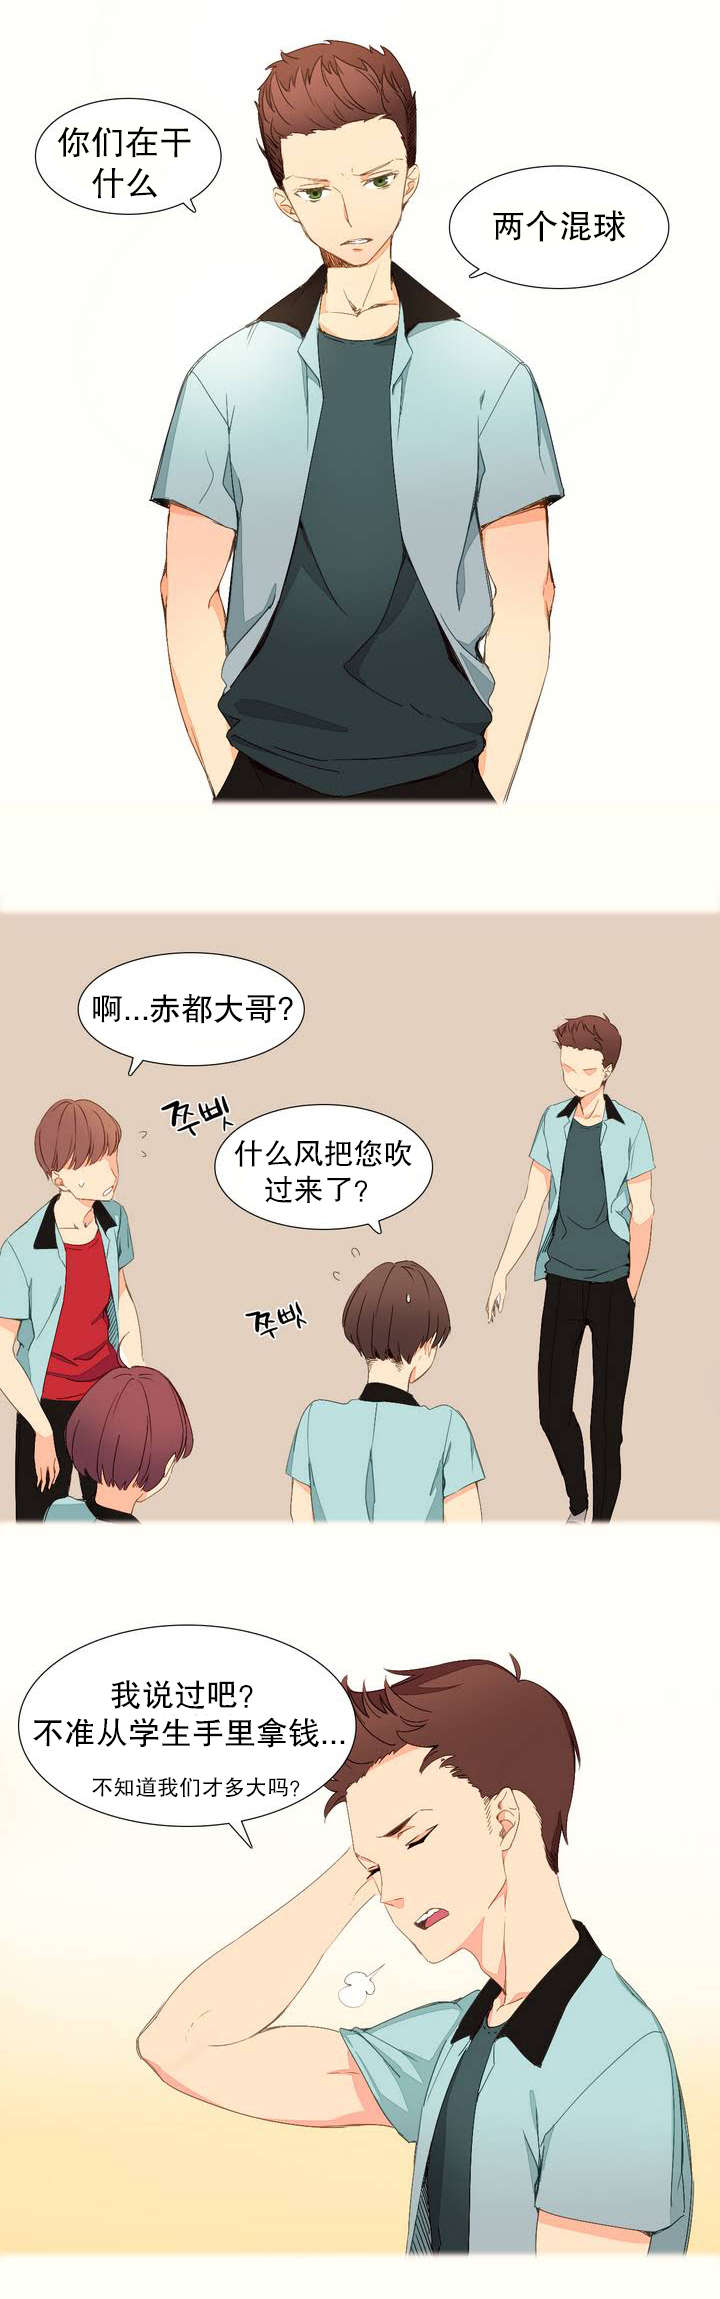 你们在干
什么
两个混球
啊...赤都大哥?
쭈뼛
什么风把您吹
过来了?
쭈뼛
我说过吧?
不准从学生手里拿钱...
不知道我们才多大吗?